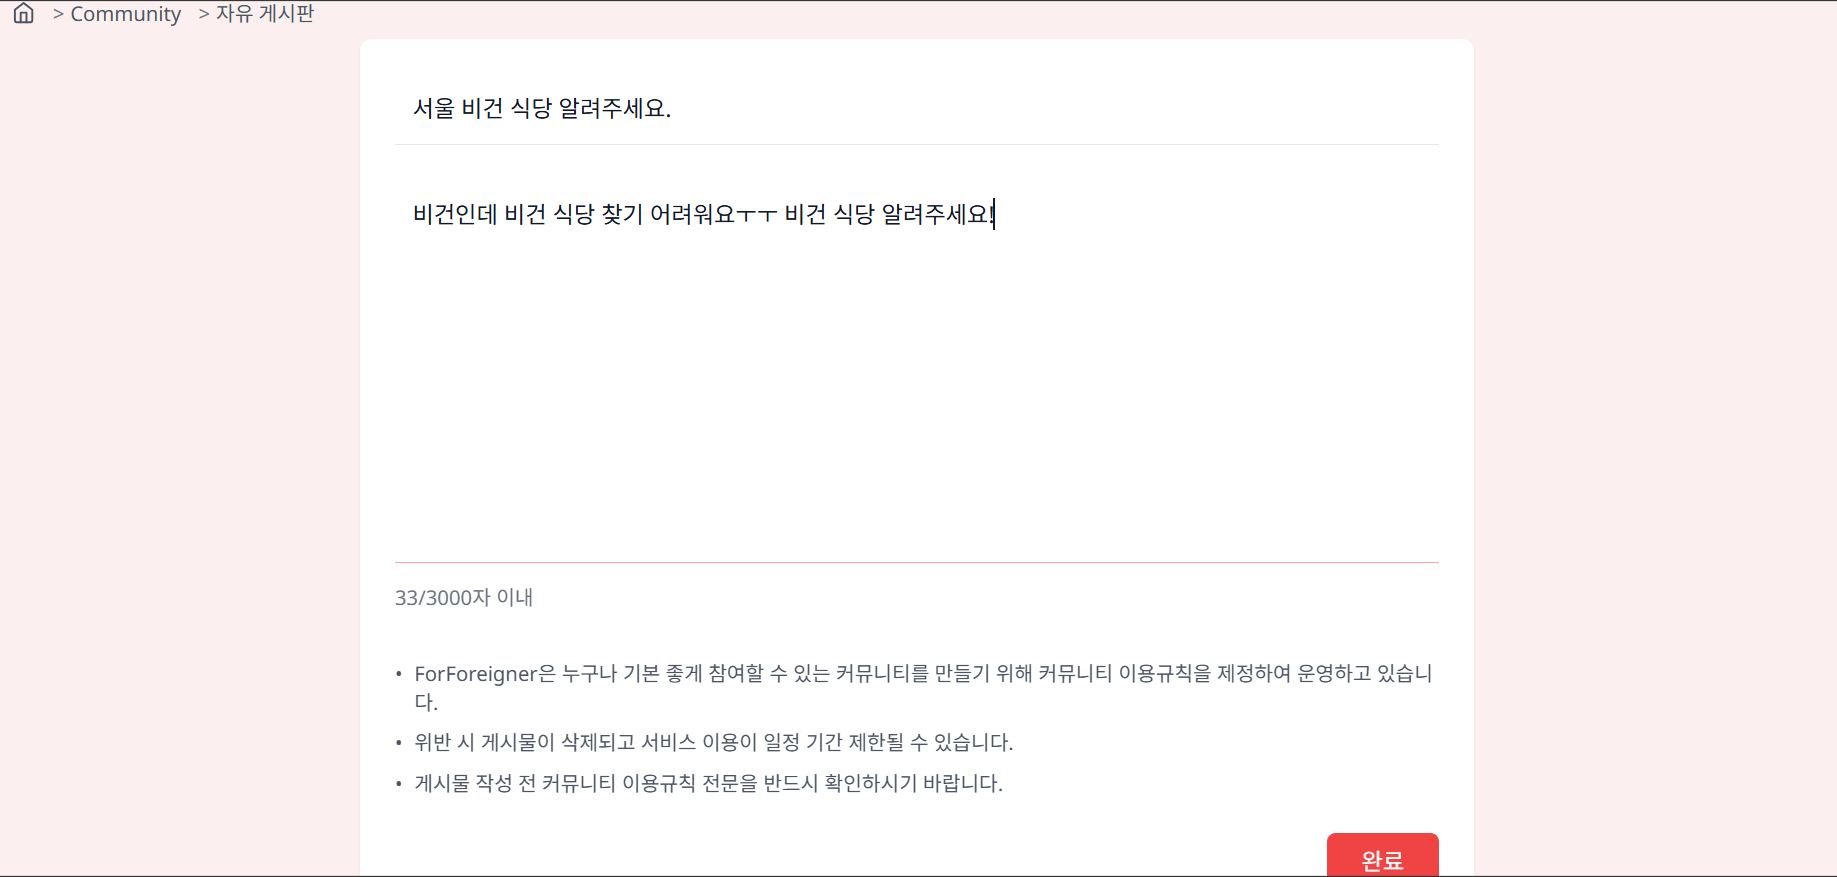 > Community > 자유 게시판
서울 비건 식당 알려주세요.
비건인데 비건 식당 찾기 어려워요ㅜㅜ 비건 식당 알려주세요!
33/3000자 이내
• ForForeigner은 누구나 기본 좋게 참여할 수 있는 커뮤니티를 만들기 위해 커뮤니티 이용규칙을 제정하여 운영하고 있습니
다.
• 위반 시 게시물이 삭제되고 서비스 이용이 일정 기간 제한될 수 있습니다.
• 게시물 작성 전 커뮤니티 이용규칙 전문을 반드시 확인하시기 바랍니다.
완료